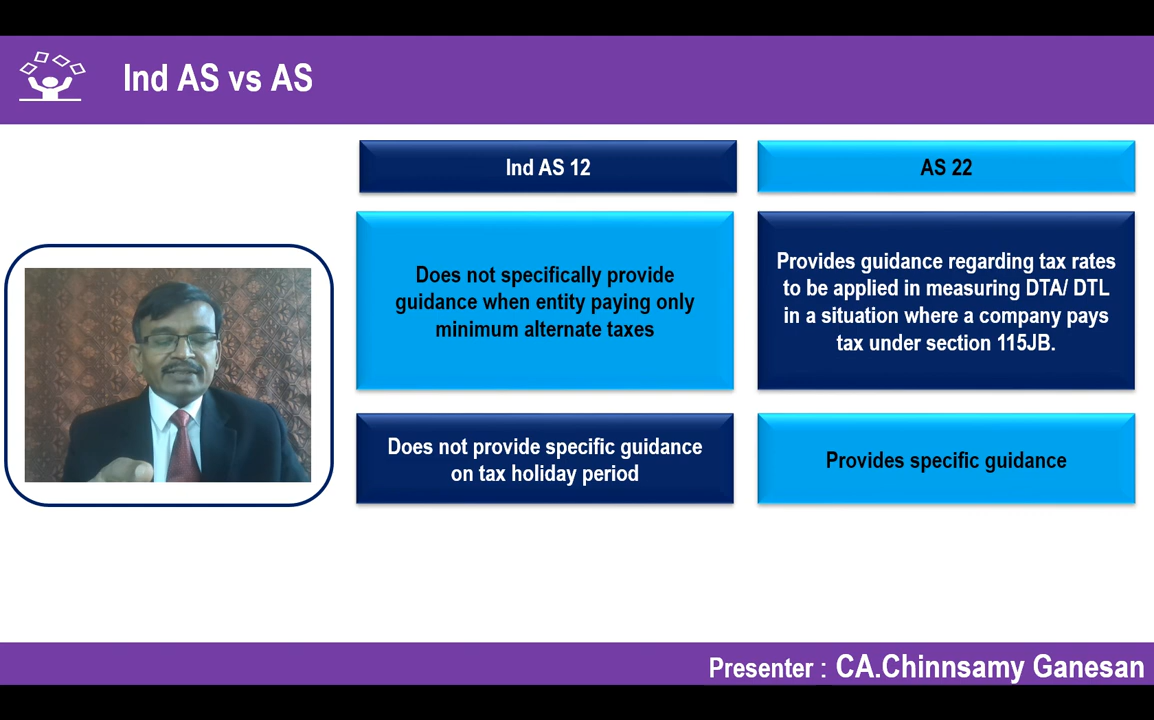 Ind AS vs AS
Ind AS 12
AS 22
Does not specifically provide
guidance when entity paying only
minimum alternate taxes
Provides guidance regarding tax rates
to be applied in measuring DTA/ DTL
in a situation where a company pays
tax under section 115JB.
Does not provide specific guidance
on tax holiday period
Provides specific guidance
Presenter : CA.Chinnsamy Ganesan